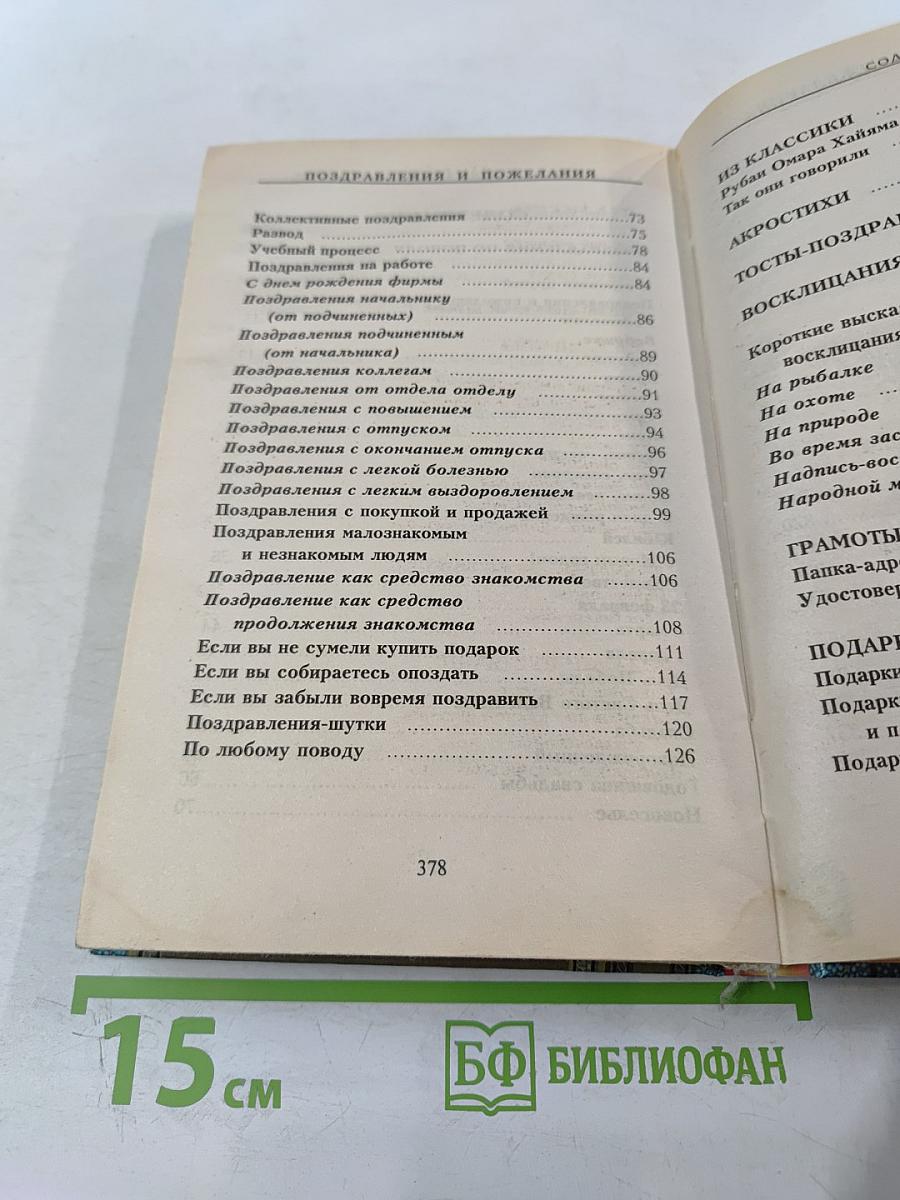 ПОЗДРАВЛЕНИЯ И ПОЖЕЛАНИЯ
Коллективные поздравления ....73
Развод ....75
Учебный процесс ....78
Поздравления на работе ....84
С днем рождения фирмы ....84
Поздравления начальнику
(от подчиненных) ....86
Поздравления подчиненным
(от начальника) ....89
Поздравления коллегам ....90
Поздравления от отдела отделу ....91
Поздравления с повышением ....93
Поздравления с отпуском ....94
Поздравления с окончанием отпуска ....96
Поздравления с легкой болезнью ....97
Поздравления с легким выздоровлением ....98
Поздравления с покупкой и продажей ....99
Поздравления малознакомым
и незнакомым людям ....106
Поздравление как средство знакомства ....106
Поздравление как средство
продолжения знакомства ....108
Если вы не сумели купить подарок ....111
Если вы собираетесь опоздать ....114
Если вы забыли вовремя поздравить ....117
Поздравления-шутки ....120
По любому поводу ....126
378
СОД
ИЗ КЛАССИКИ ....
Рубаи Омара Хайяма
Так они говорили
АКРОСТИХИ ....
ТОСТЫ-ПОЗДРАВ
ВОСКЛИЦАНИЯ
Короткие выска
восклицания
На рыбалке
На охоте ...
На природе
Во время зас
Надпись-вос
Народной м
ГРАМОТЫ
Папка-адре
Удостовер
ПОДАРК
Подарки
Подарк
и п
Подар
15 см
БФ БИБЛИОФАН